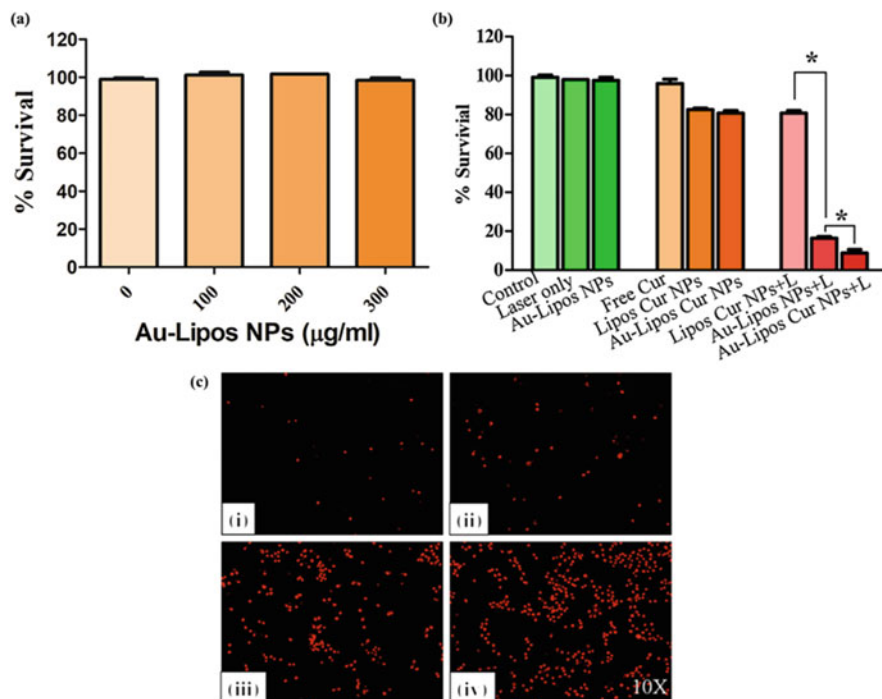 (a)
120
100
80
60
40
20
0
% Survival
0
100
200
300
Au-Lipos NPs (μg/ml)
(b)
120
100
80
60
40
20
0
% Survivial
*
*
Control
Laser only
Au-Lipos NPs
Free Cur
Lipos Cur NPs
Au-Lipos Cur NPs
Lipos Cur NPs+L
Au-Lipos NPs+L
Au-Lipos Cur NPs+L
(c)
(i)
(ii)
(iii)
(iv)
10X